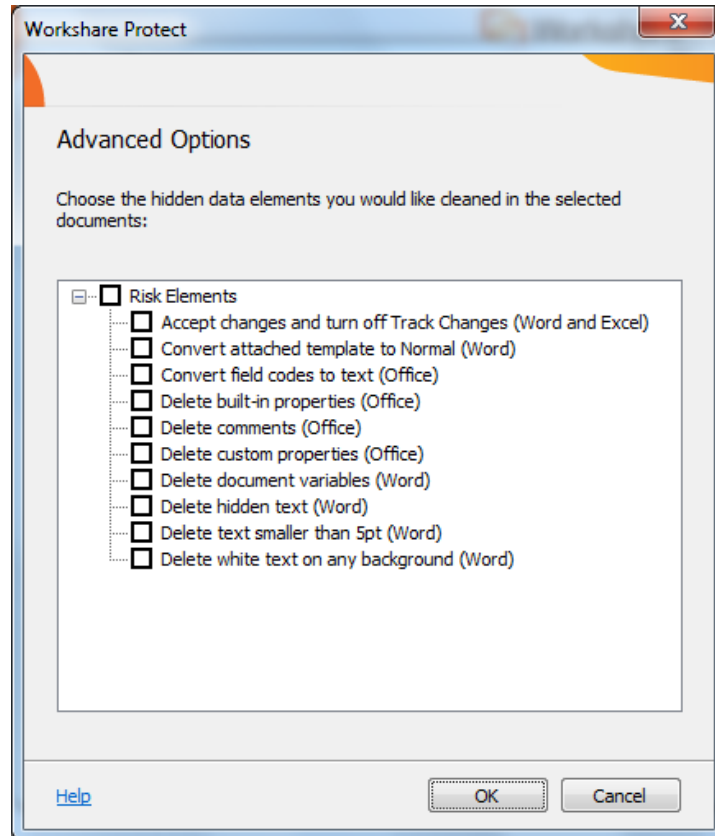 Workshare Protect
Advanced Options
Choose the hidden data elements you would like cleaned in the selected
documents:
Risk Elements
Accept changes and turn off Track Changes (Word and Excel)
Convert attached template to Normal (Word)
Convert field codes to text (Office)
Delete built-in properties (Office)
Delete comments (Office)
Delete custom properties (Office)
Delete document variables (Word)
Delete hidden text (Word)
Delete text smaller than 5pt (Word)
Delete white text on any background (Word)
Help
OK
Cancel